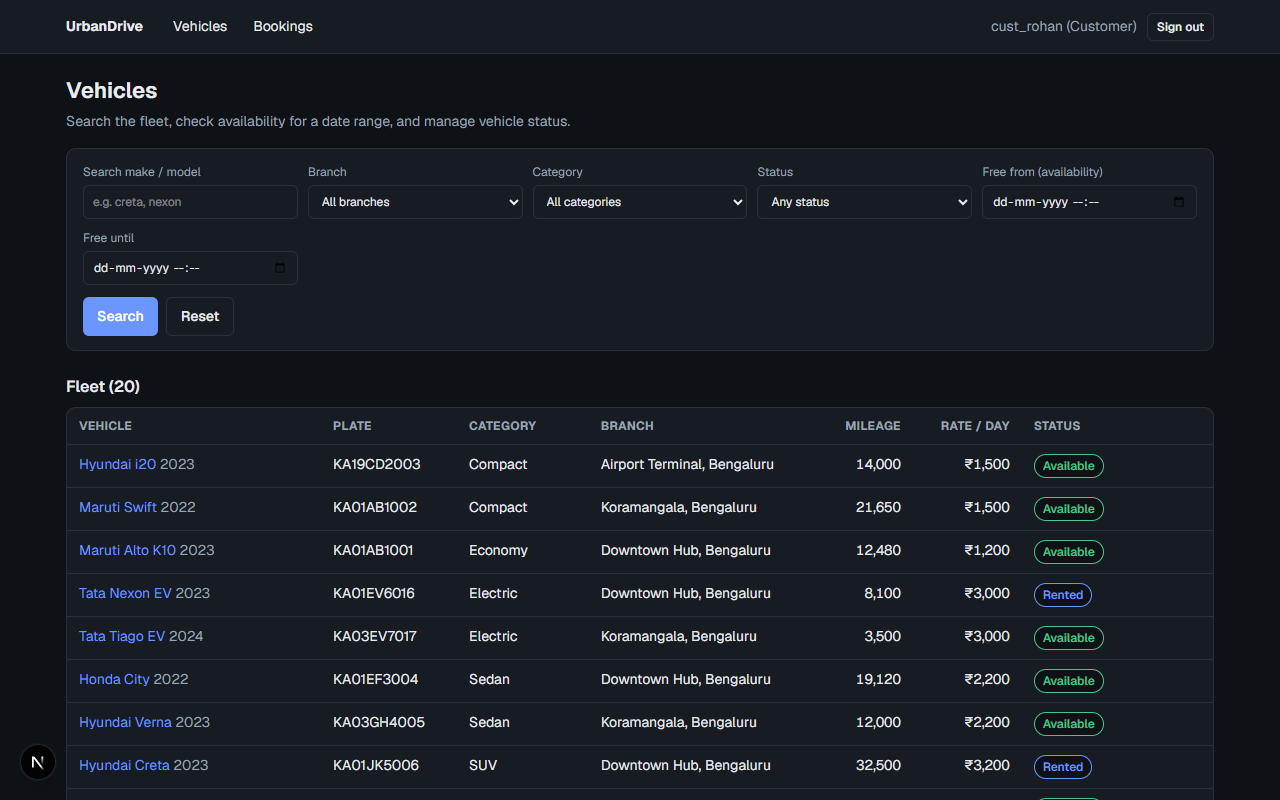 UrbanDrive Vehicles Bookings cust_rohan (Customer) Sign out
Vehicles
Search the fleet, check availability for a date range, and manage vehicle status.
Search make / model Branch Category Status Free from (availability)
e.g. creta, nexon All branches All categories Any status dd-mm-yyyy --:--
Free until
dd-mm-yyyy --:--
Search Reset
Fleet (20)
VEHICLE PLATE CATEGORY BRANCH MILEAGE RATE / DAY STATUS
Hyundai i20 2023 KA19CD2003 Compact Airport Terminal, Bengaluru 14,000 ₹1,500 Available
Maruti Swift 2022 KA01AB1002 Compact Koramangala, Bengaluru 21,650 ₹1,500 Available
Maruti Alto K10 2023 KA01AB1001 Economy Downtown Hub, Bengaluru 12,480 ₹1,200 Available
Tata Nexon EV 2023 KA01EV6016 Electric Downtown Hub, Bengaluru 8,100 ₹3,000 Rented
Tata Tiago EV 2024 KA03EV7017 Electric Koramangala, Bengaluru 3,500 ₹3,000 Available
Honda City 2022 KA01EF3004 Sedan Downtown Hub, Bengaluru 19,120 ₹2,200 Available
Hyundai Verna 2023 KA03GH4005 Sedan Koramangala, Bengaluru 12,000 ₹2,200 Available
Hyundai Creta 2023 KA01JK5006 SUV Downtown Hub, Bengaluru 32,500 ₹3,200 Rented
N